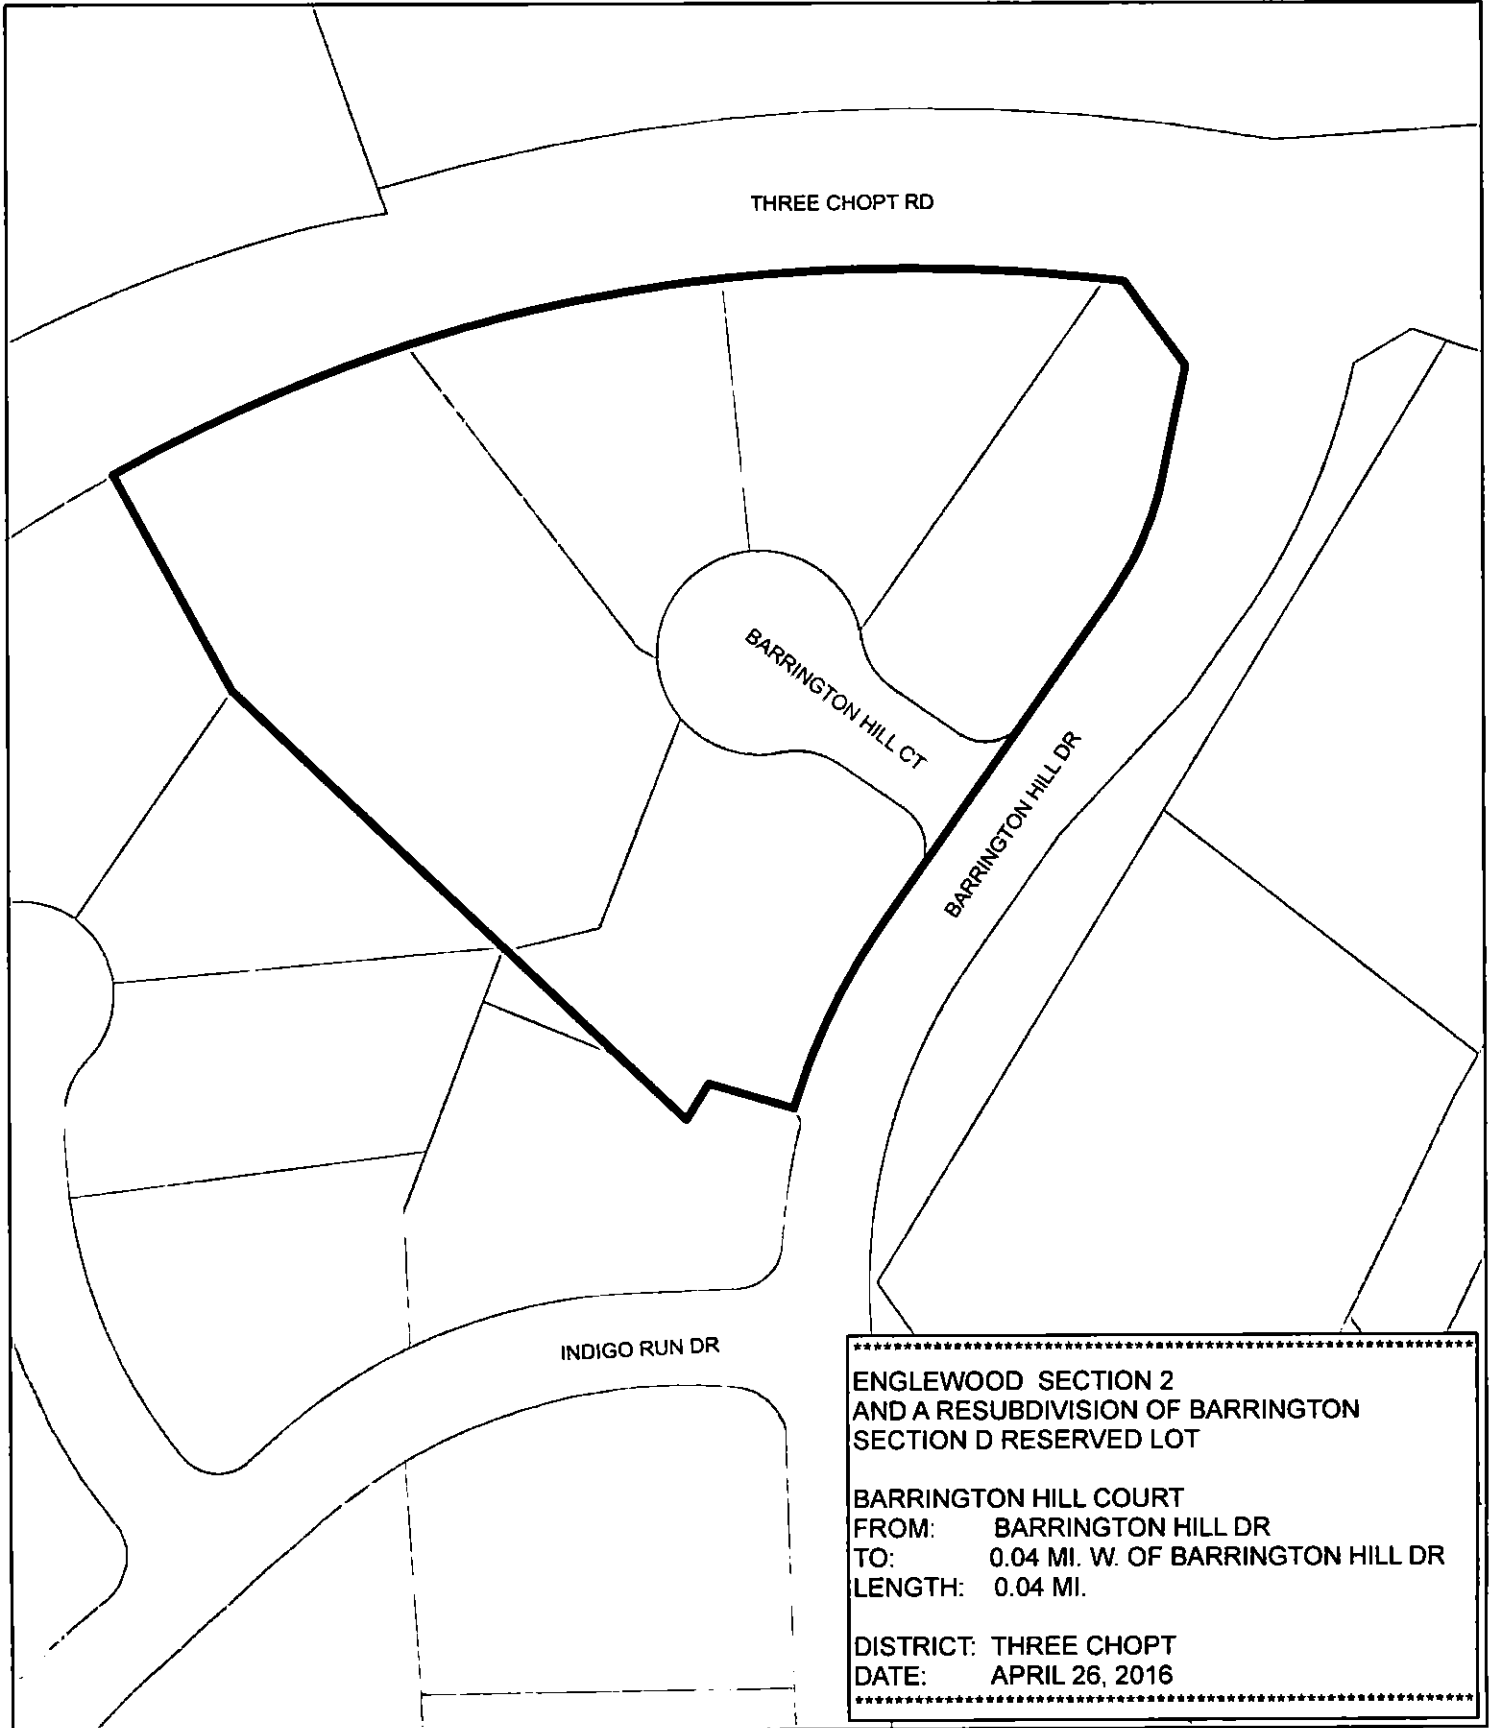 THREE CHOPT RD
BARRINGTON HILL CT
BARRINGTON HILL DR
INDIGO RUN DR
ENGLEWOOD SECTION 2
AND A RESUBDIVISION OF BARRINGTON
SECTION D RESERVED LOT
BARRINGTON HILL COURT
FROM: BARRINGTON HILL DR
TO: 0.04 MI. W. OF BARRINGTON HILL DR
LENGTH: 0.04 MI.
DISTRICT: THREE CHOPT
DATE: APRIL 26, 2016